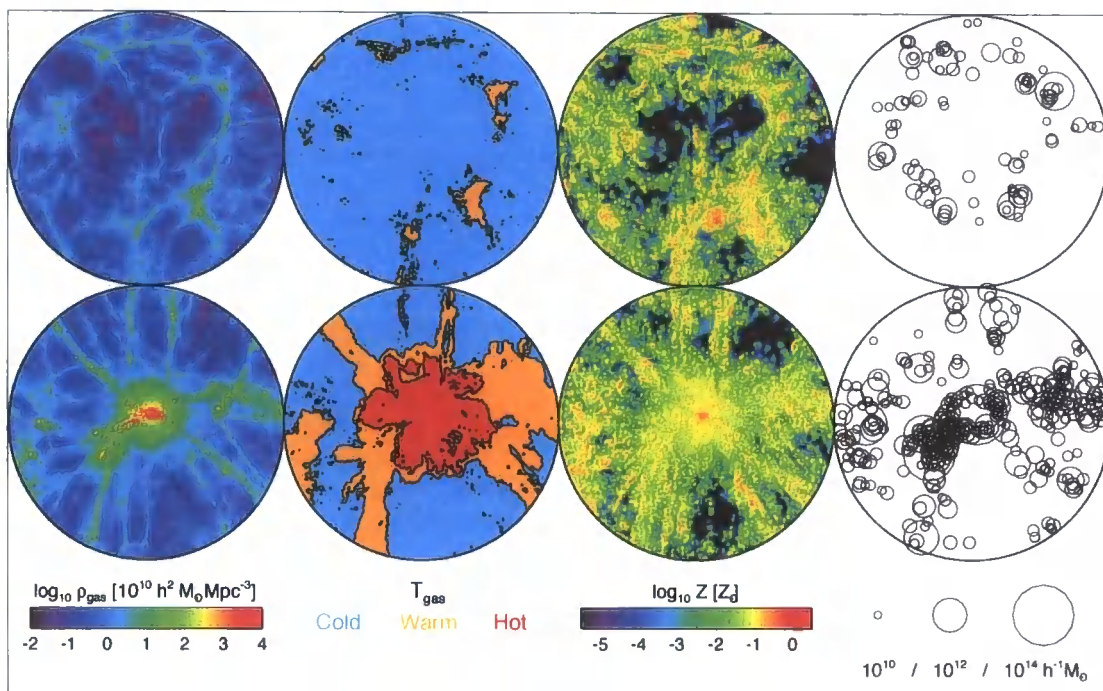 log₁₀ ρgas [10¹⁰ h² M⊙Mpc⁻³]
-2 -1 0 1 2 3 4
Tgas
Cold Warm Hot
log₁₀ Z [Z⊙]
-5 -4 -3 -2 -1 0
10¹⁰ / 10¹² / 10¹⁴ h⁻¹M⊙